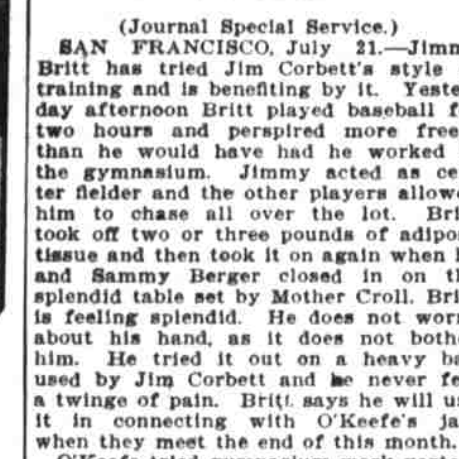 (Journal Special Service.)
SAN FRANCISCO, July 21.—Jimm
Britt has tried Jim Corbett's style
training and is benefiting by it. Yeste
day afternoon Britt played baseball f
two hours and perspired more free
than he would have had he worked
the gymnasium. Jimmy acted as ce
ter fielder and the other players allowe
him to chase all over the lot. Bri
took off two or three pounds of adipo
tissue and then took it on again when
and Sammy Berger closed in on th
splendid table set by Mother Croll. Bri
is feeling splendid. He does not worr
about his hand, as it does not both
him. He tried it out on a heavy ba
used by Jim Corbett and he never fe
a twinge of pain. Britt says he will u
it in connecting with O'Keefe's ja
when they meet the end of this month.